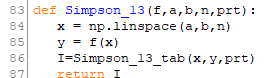 83 def Simpson_13(f,a,b,n,prt):
84     x = np.linspace(a,b,n)
85     y = f(x)
86     I=Simpson_13_tab(x,y,prt)
87     return I